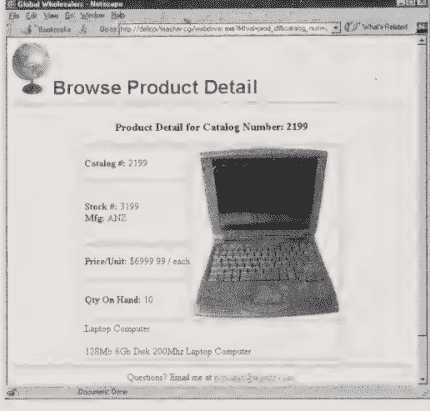 Global Wholesalers - Netscape
File Edit View Go Window Help
Bookmarks What's Related
Browse Product Detail
Product Detail for Catalog Number: 2199
Catalog #: 2199
Stock #: 3199
Mfg: ANZ
Price/Unit: $6999.99 / each
Qty On Hand: 10
Laptop Computer
128Mb 6Gb Disk 200Mhz Laptop Computer
Questions? Email me at
Document: Done